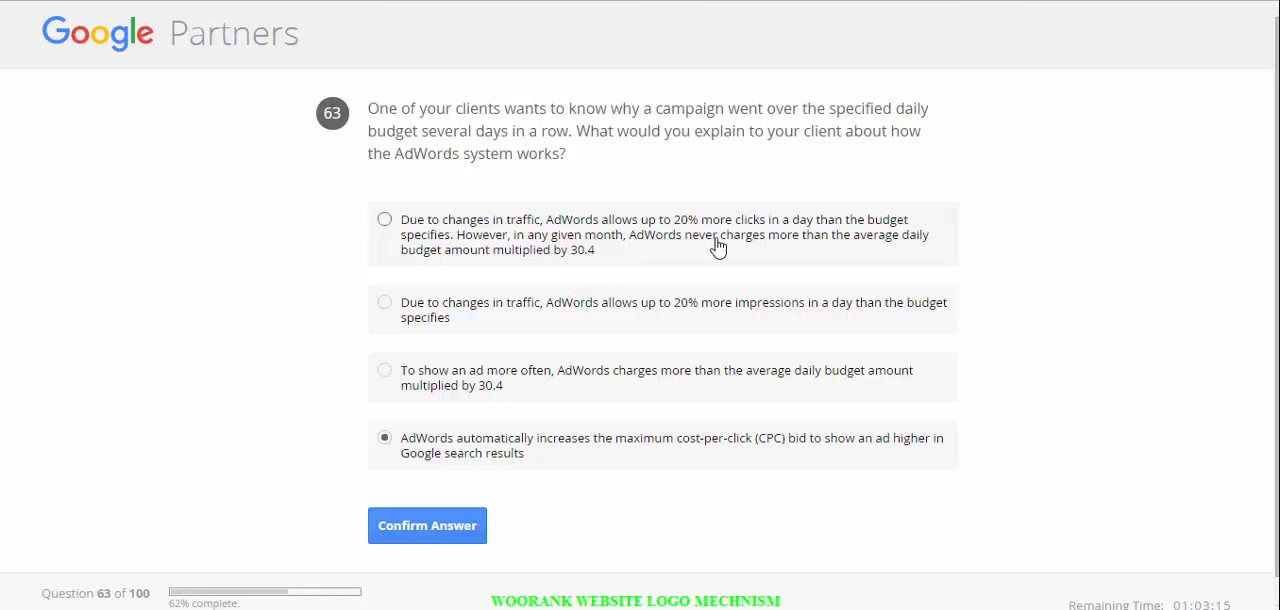 Google Partners
63
One of your clients wants to know why a campaign went over the specified daily
budget several days in a row. What would you explain to your client about how
the AdWords system works?
Due to changes in traffic, AdWords allows up to 20% more clicks in a day than the budget
specifies. However, in any given month, AdWords never charges more than the average daily
budget amount multiplied by 30.4
Due to changes in traffic, AdWords allows up to 20% more impressions in a day than the budget
specifies
To show an ad more often, AdWords charges more than the average daily budget amount
multiplied by 30.4
AdWords automatically increases the maximum cost-per-click (CPC) bid to show an ad higher in
Google search results
Confirm Answer
Question 63 of 100
62% complete.
WOORANK WEBSITE LOGO MECHNISM
Remaining Time: 01:03:15